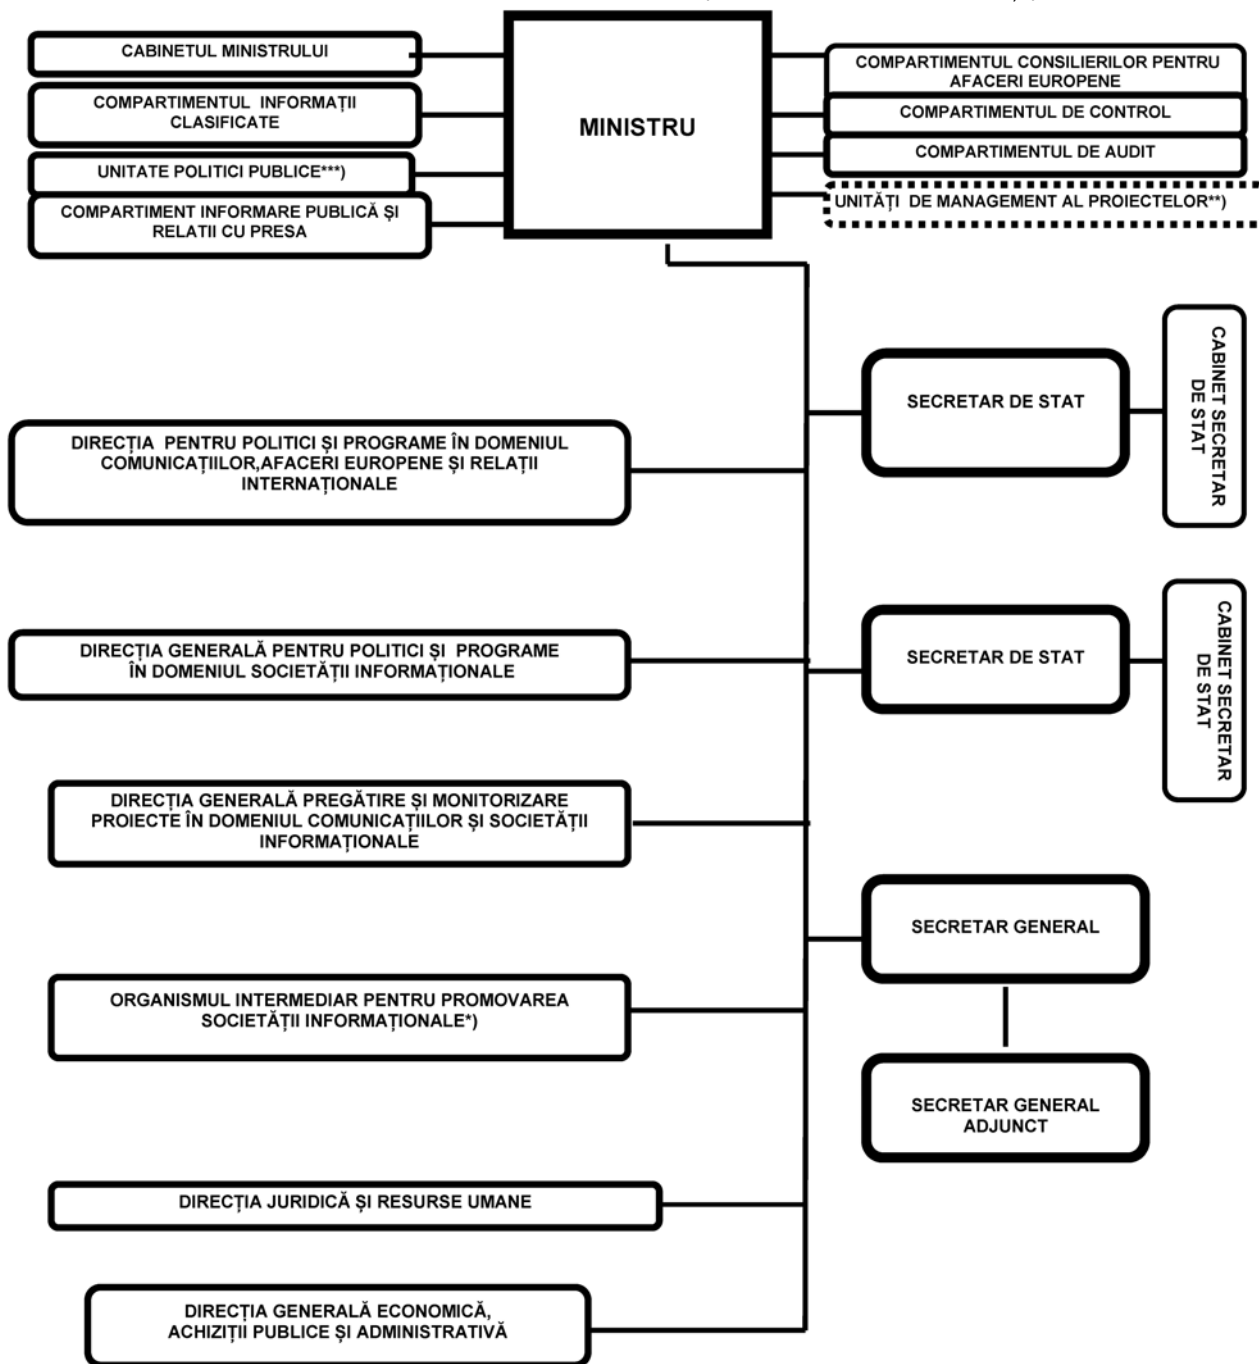 CABINETUL MINISTRULUI
COMPARTIMENTUL INFORMAȚII
CLASIFICATE
UNITATE POLITICI PUBLICE***)
COMPARTIMENT INFORMARE PUBLICĂ ȘI
RELATII CU PRESA
MINISTRU
COMPARTIMENTUL CONSILIERILOR PENTRU
AFACERI EUROPENE
COMPARTIMENTUL DE CONTROL
COMPARTIMENTUL DE AUDIT
UNITĂȚI DE MANAGEMENT AL PROIECTELOR**)
SECRETAR DE STAT
CABINET SECRETAR
DE STAT
DIRECȚIA PENTRU POLITICI ȘI PROGRAME ÎN DOMENIUL
COMUNICAȚIILOR,AFACERI EUROPENE ȘI RELAȚII
INTERNAȚIONALE
DIRECȚIA GENERALĂ PENTRU POLITICI ȘI PROGRAME
ÎN DOMENIUL SOCIETĂȚII INFORMAȚIONALE
SECRETAR DE STAT
CABINET SECRETAR
DE STAT
DIRECȚIA GENERALĂ PREGĂTIRE ȘI MONITORIZARE
PROIECTE ÎN DOMENIUL COMUNICAȚIILOR ȘI SOCIETĂȚII
INFORMAȚIONALE
SECRETAR GENERAL
ORGANISMUL INTERMEDIAR PENTRU PROMOVAREA
SOCIETĂȚII INFORMAȚIONALE*)
SECRETAR GENERAL
ADJUNCT
DIRECȚIA JURIDICĂ ȘI RESURSE UMANE
DIRECȚIA GENERALĂ ECONOMICĂ,
ACHIZIȚII PUBLICE ȘI ADMINISTRATIVĂ